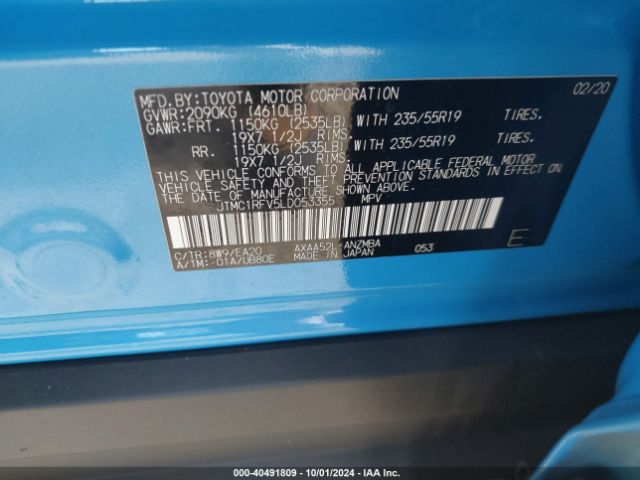 MFD.BY:TOYOTA MOTOR CORPORATION 02/20
GVWR:2090KG (4610LB)
GAWR:FRT. 1150KG (2535LB) WITH 235/55R19 TIRES.
19X7 1/2J RIMS.
RR. 1150KG (2535LB) WITH 235/55R19 TIRES.
19X7 1/2J RIMS.
THIS VEHICLE CONFORMS TO ALL APPLICABLE FEDERAL MOTOR
VEHICLE SAFETY AND THEFT PREVENTION STANDARDS IN EFFECT
ON THE DATE OF MANUFACTURE SHOWN ABOVE.
JTMC1RFV5LD053355 MPV
C/TR:8W9/EA20 AXAA52L-ANZMBA 053 E
A/TM:-01A/UB80E MADE IN JAPAN
000-40491809 | 10/01/2024 | IAA Inc.